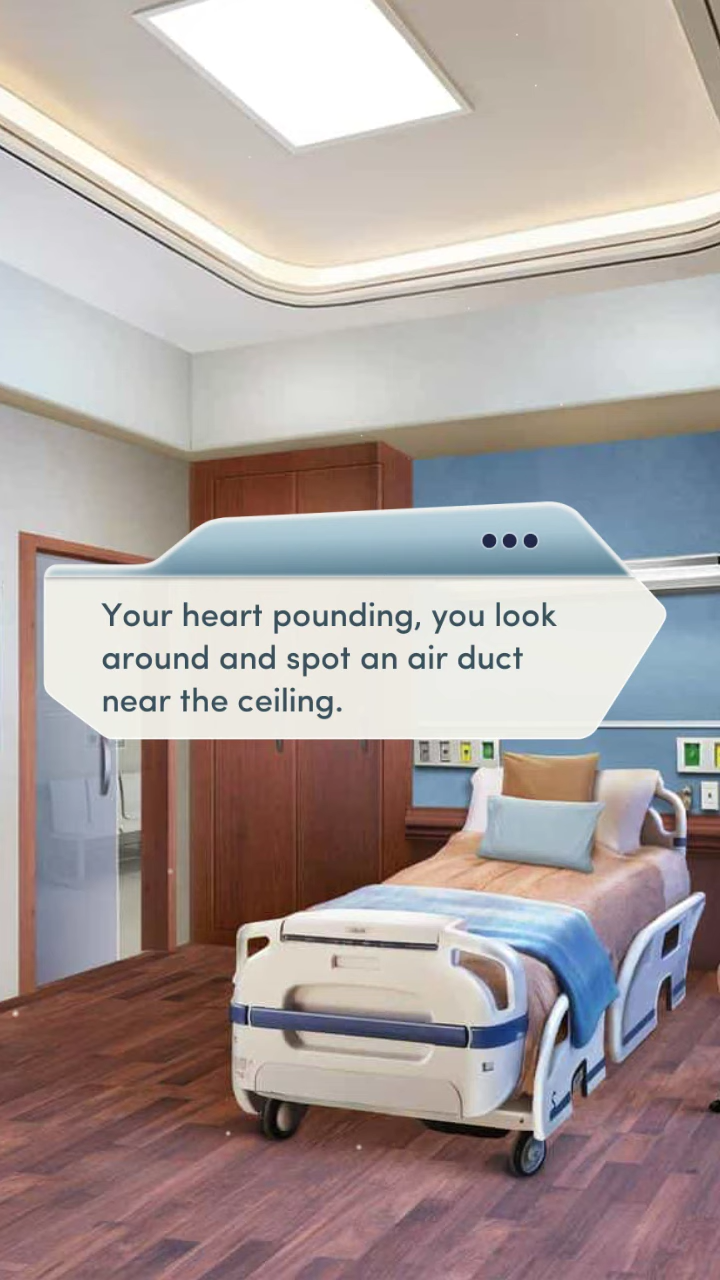 Your heart pounding, you look
around and spot an air duct
near the ceiling.